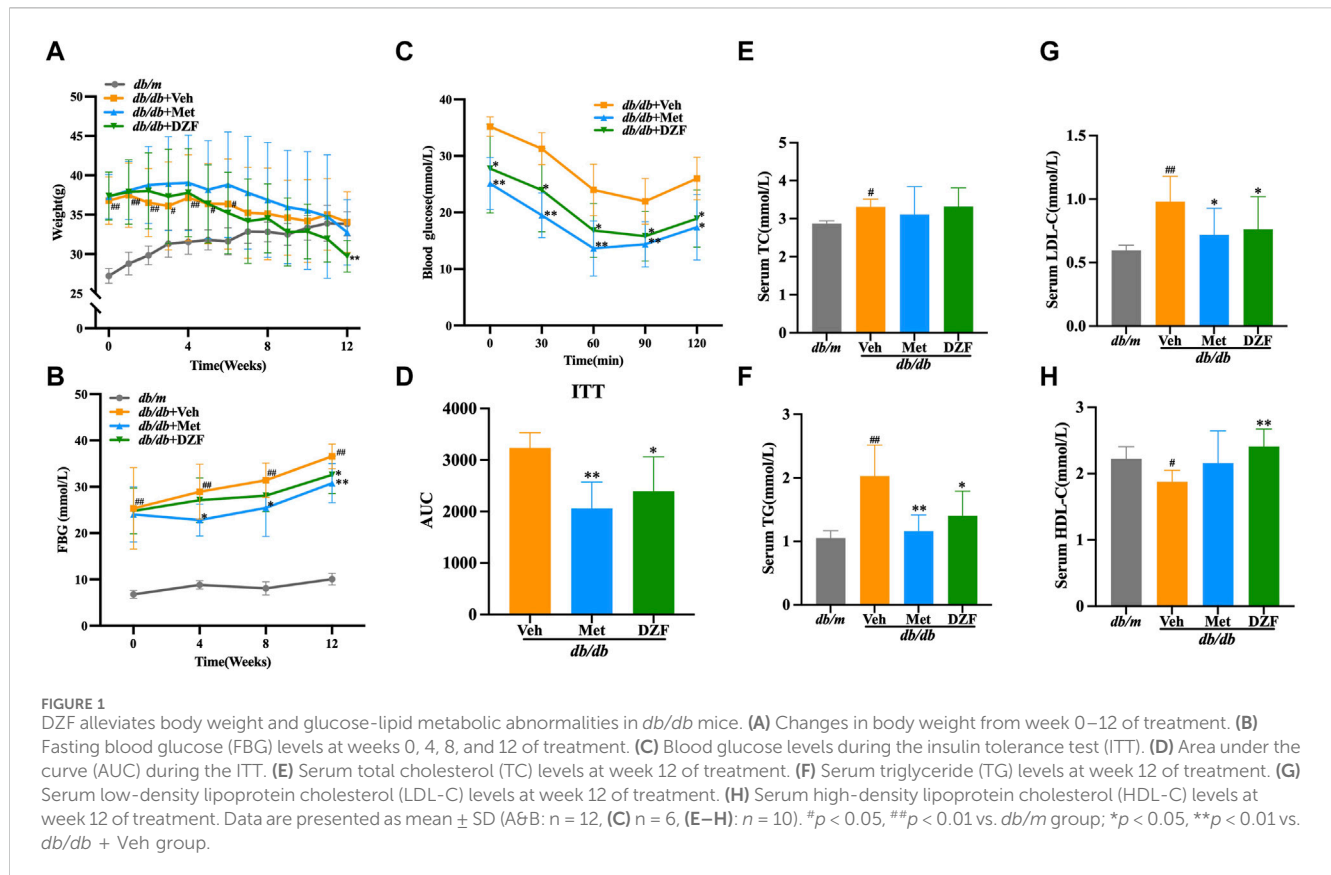 A
db/m
db/db+Veh
db/db+Met
db/db+DZF
Weight(g)
50
45
40
35
30
25
0
## ## ## # ## # # **
0 4 8 12
Time(Weeks)
B
db/m
db/db+Veh
db/db+Met
db/db+DZF
FBG (mmol/L)
50
40
30
20
10
0
## ## ## ##
* * *
**
0 4 8 12
Time(Weeks)
C
db/db+Veh
db/db+Met
db/db+DZF
Blood glucose(mmol/L)
40
30
20
10
0
* * * * *
** ** ** ** *
0 30 60 90 120
Time(min)
D
ITT
AUC
4000
3000
2000
1000
0
** *
Veh Met DZF
db/db
E
Serum TC(mmol/L)
5
4
3
2
1
0
#
db/m Veh Met DZF
db/db
F
Serum TG(mmol/L)
3
2
1
0
## ** *
db/m Veh Met DZF
db/db
G
Serum LDL-C(mmol/L)
1.5
1.0
0.5
0.0
## * *
db/m Veh Met DZF
db/db
H
Serum HDL-C(mmol/L)
3
2
1
0
# **
db/m Veh Met DZF
db/db
FIGURE 1
DZF alleviates body weight and glucose-lipid metabolic abnormalities in db/db mice. (A) Changes in body weight from week 0–12 of treatment. (B)
Fasting blood glucose (FBG) levels at weeks 0, 4, 8, and 12 of treatment. (C) Blood glucose levels during the insulin tolerance test (ITT). (D) Area under the
curve (AUC) during the ITT. (E) Serum total cholesterol (TC) levels at week 12 of treatment. (F) Serum triglyceride (TG) levels at week 12 of treatment. (G)
Serum low-density lipoprotein cholesterol (LDL-C) levels at week 12 of treatment. (H) Serum high-density lipoprotein cholesterol (HDL-C) levels at
week 12 of treatment. Data are presented as mean ± SD (A&B: n = 12, (C) n = 6, (E–H): n = 10). #p < 0.05, ##p < 0.01 vs. db/m group; *p < 0.05, **p < 0.01 vs.
db/db + Veh group.